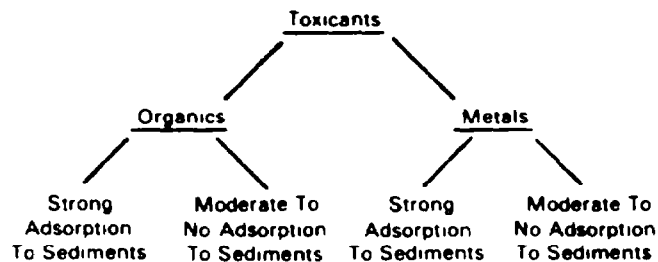 Toxicants
Organics
Metals
Strong
Adsorption
To Sediments
Moderate To
No Adsorption
To Sediments
Strong
Adsorption
To Sediments
Moderate To
No Adsorption
To Sediments